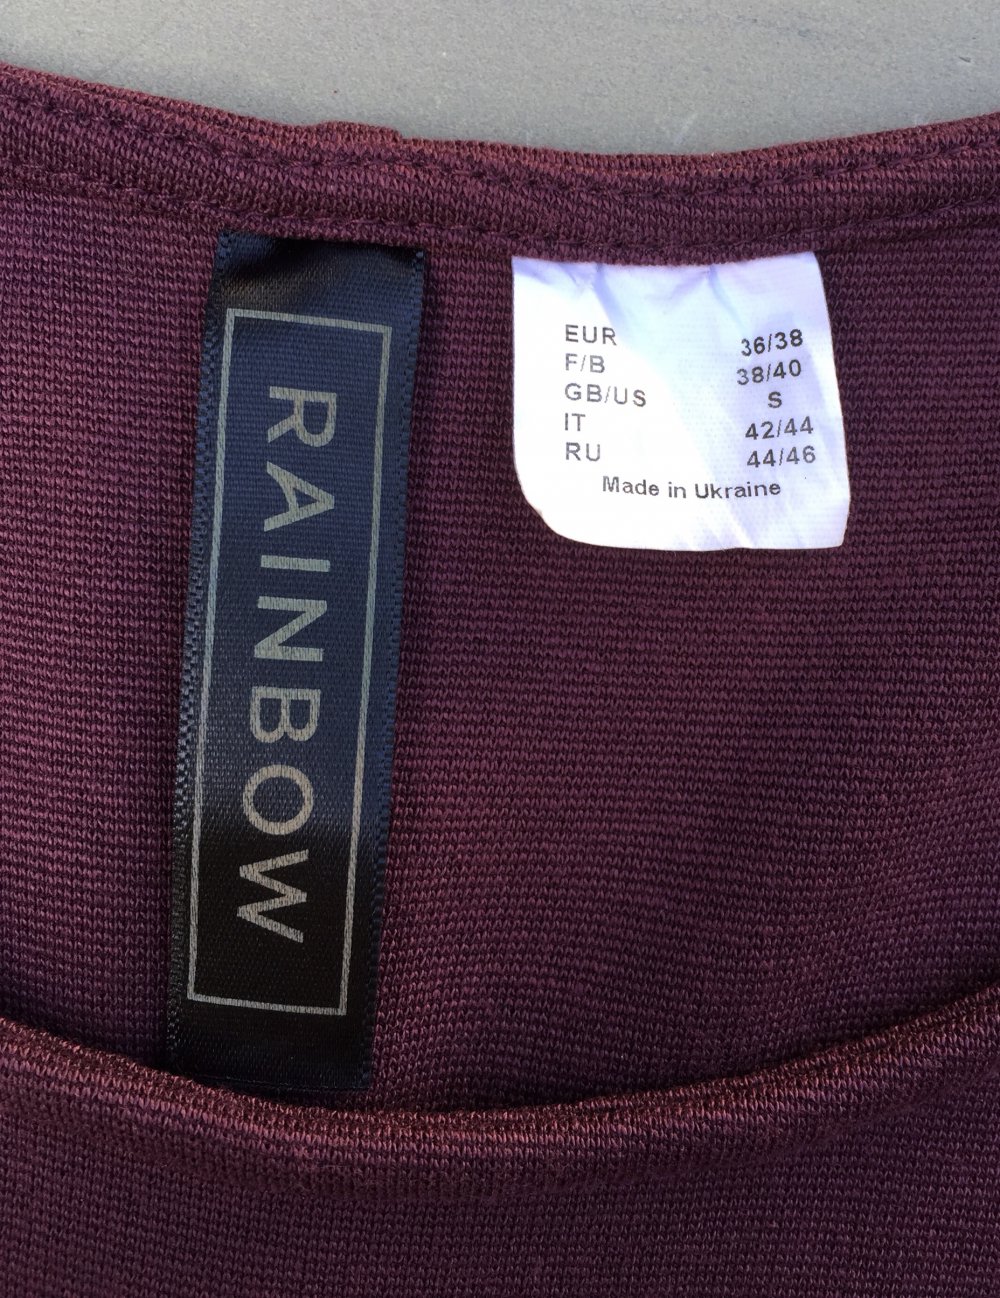 RAINBOW
EUR 36/38
F/B 38/40
GB/US S
IT 42/44
RU 44/46
Made in Ukraine